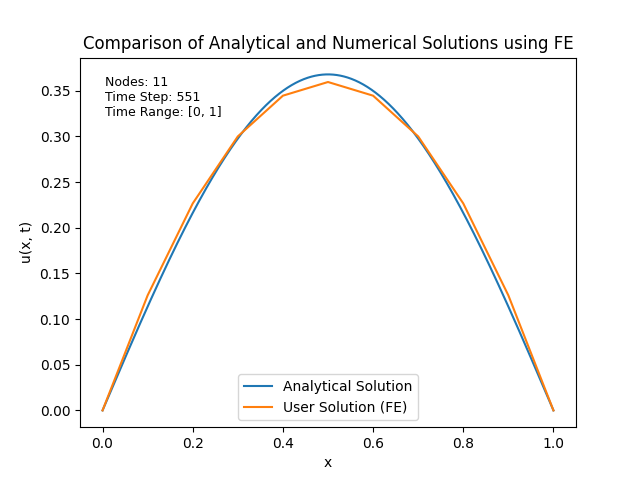 Comparison of Analytical and Numerical Solutions using FE
Nodes: 11
Time Step: 551
Time Range: [0, 1]
u(x, t)
0.35
0.30
0.25
0.20
0.15
0.10
0.05
0.00
Analytical Solution
User Solution (FE)
0.0 0.2 0.4 0.6 0.8 1.0
x